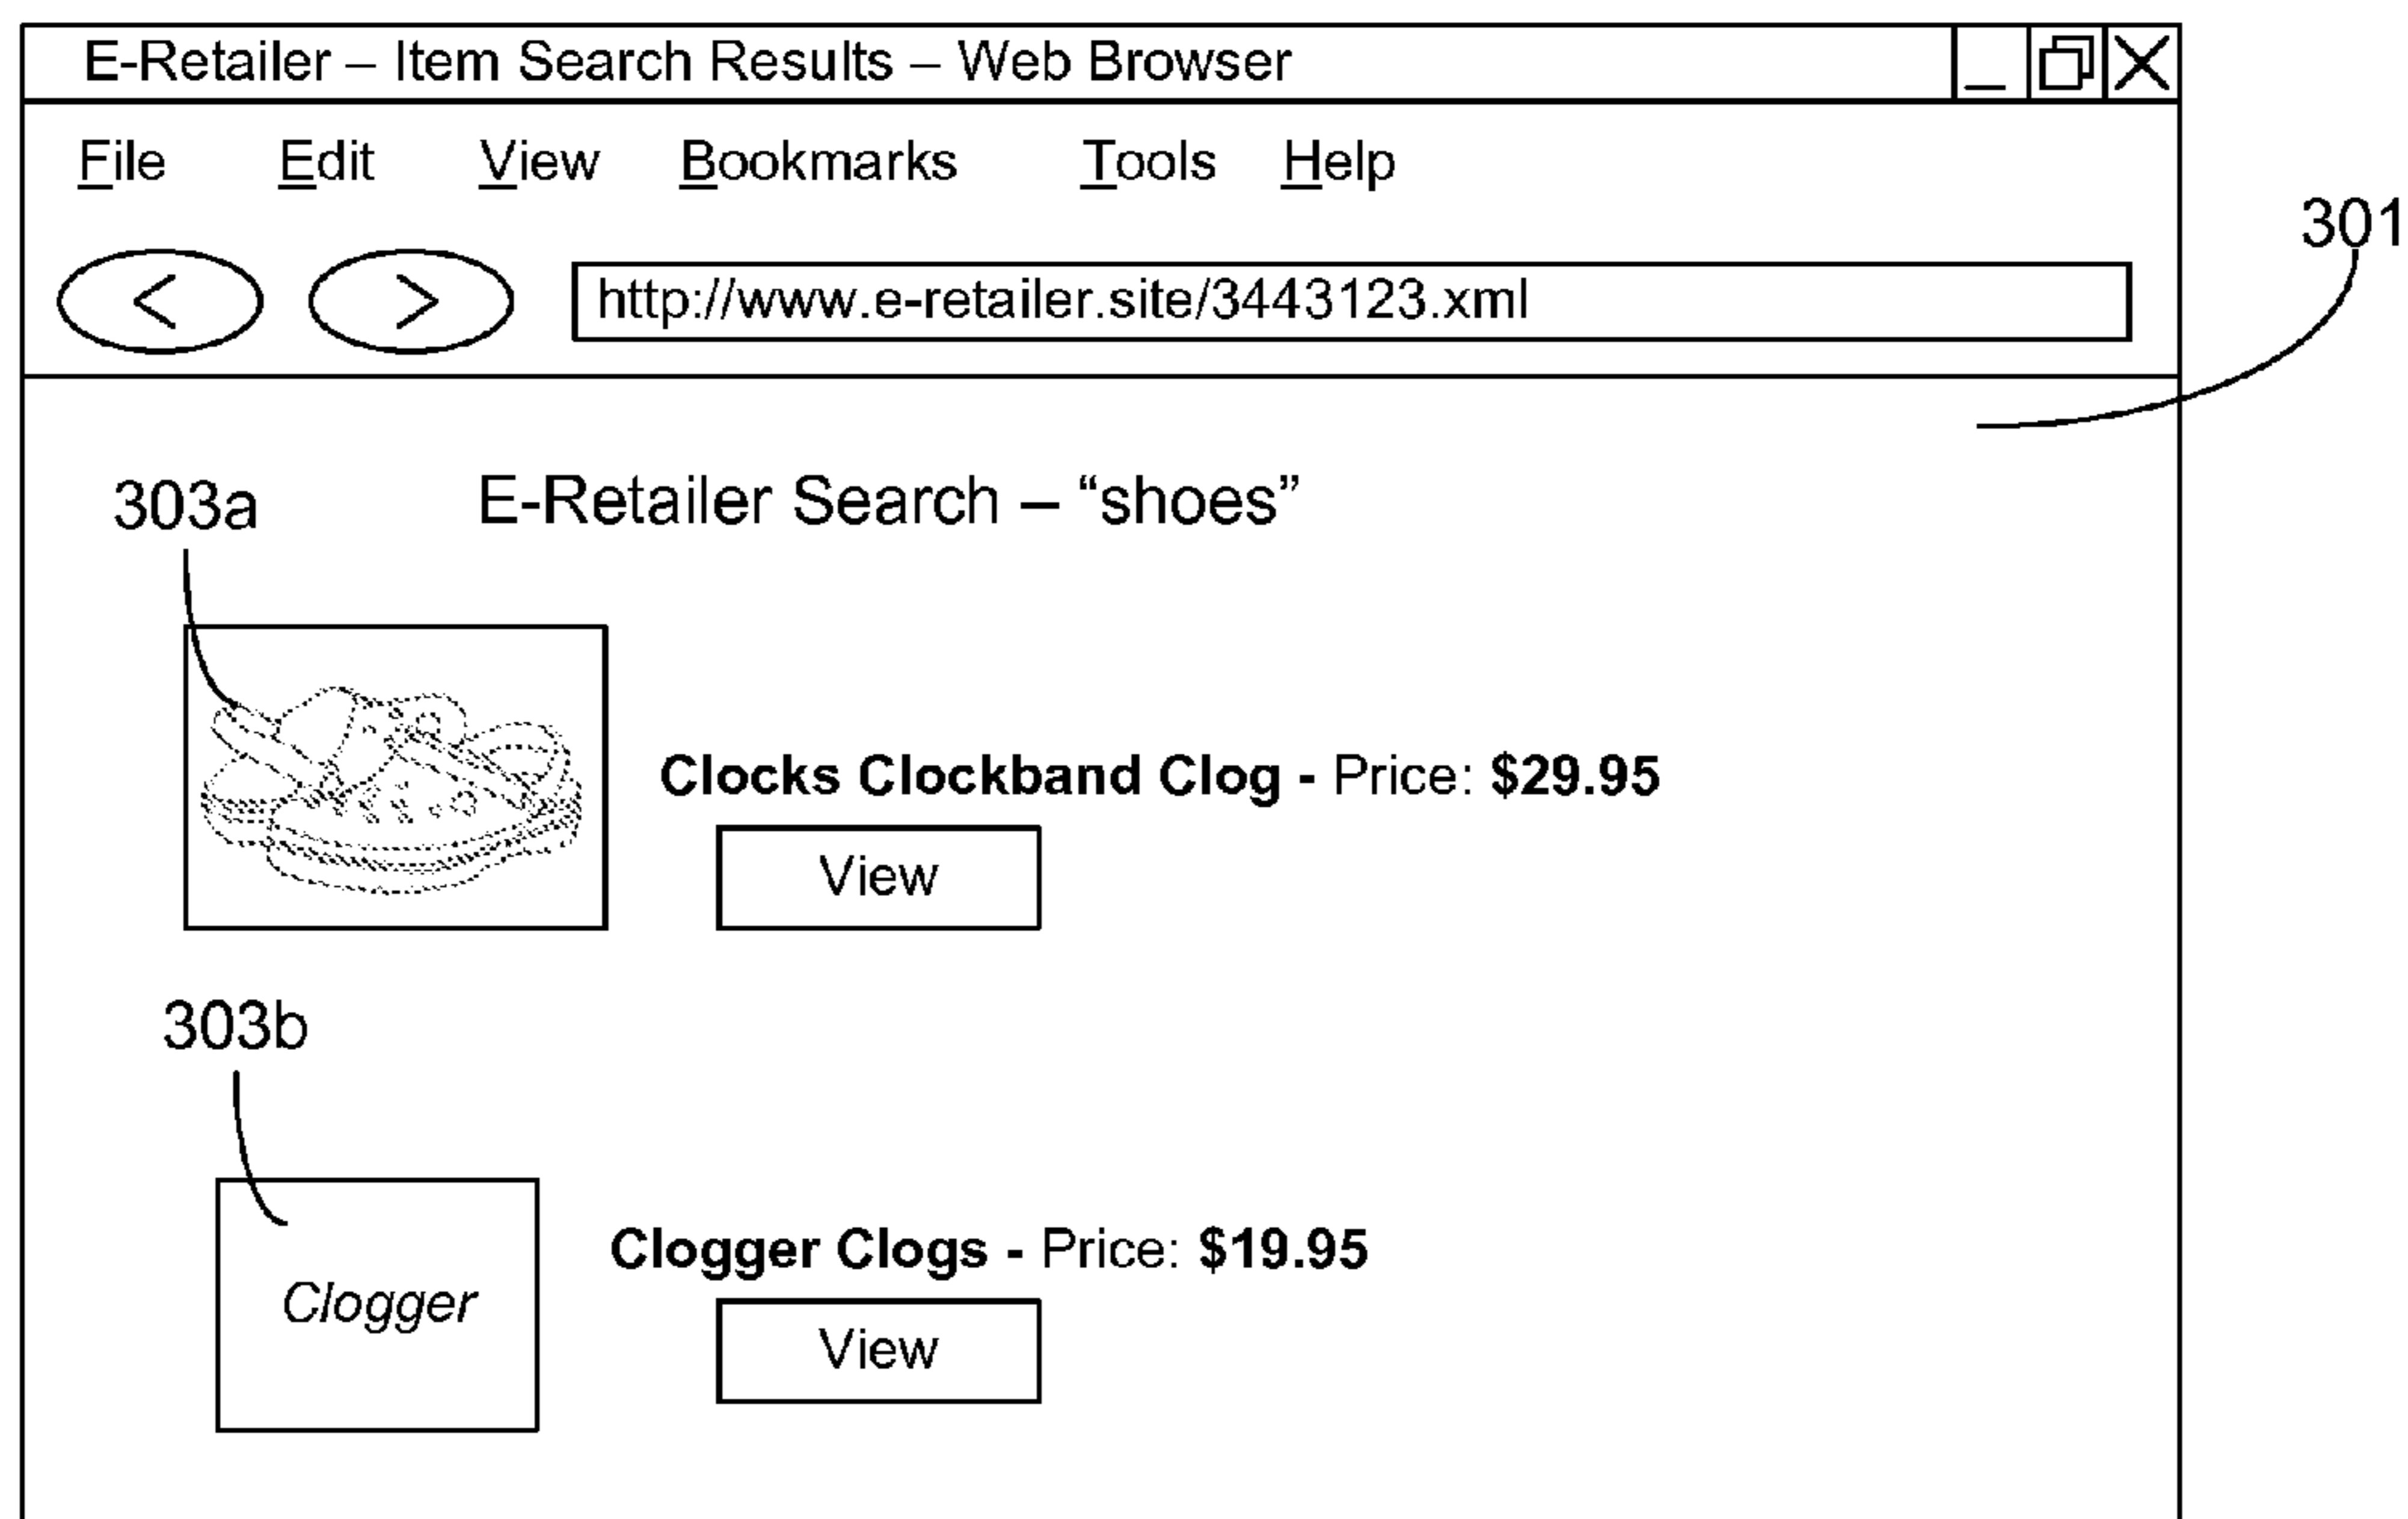 E-Retailer – Item Search Results – Web Browser
File Edit View Bookmarks Tools Help
301
< > http://www.e-retailer.site/3443123.xml
303a
E-Retailer Search – “shoes”
Clocks Clockband Clog - Price: $29.95
View
303b
Clogger Clogs - Price: $19.95
Clogger
View